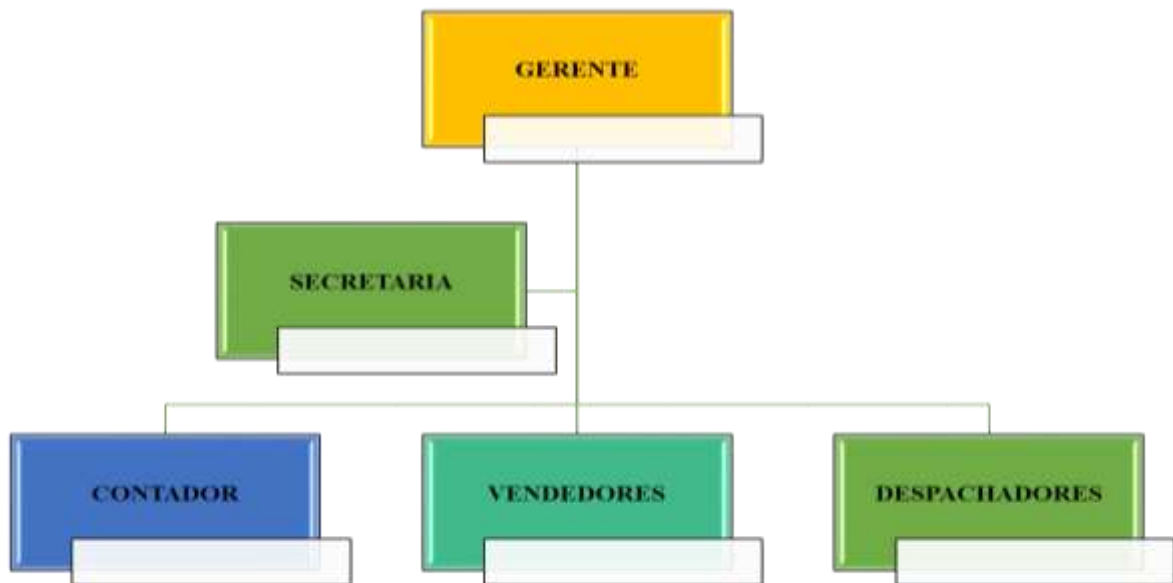 GERENTE
SECRETARIA
CONTADOR
VENDEDORES
DESPACHADORES